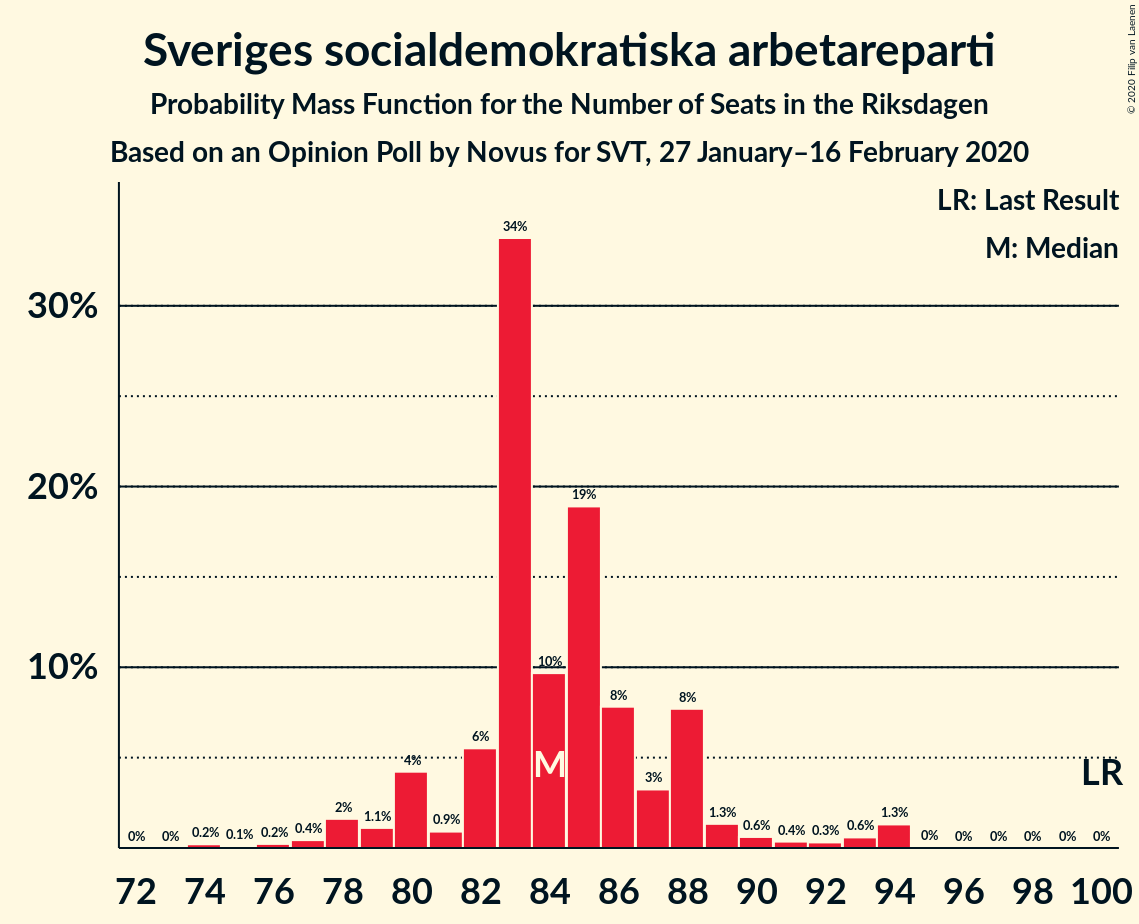 Sveriges socialdemokratiska arbetareparti
Probability Mass Function for the Number of Seats in the Riksdagen
Based on an Opinion Poll by Novus for SVT, 27 January–16 February 2020
© 2020 Filip van Laenen
LR: Last Result
M: Median
30%
20%
10%
0% 0% 0.2% 0.1% 0.2% 0.4% 2% 1.1% 4% 0.9% 6% 34% 10% 19% 8% 3% 8% 1.3% 0.6% 0.4% 0.3% 0.6% 1.3% 0% 0% 0% 0% 0% 0%
M
LR
72 74 76 78 80 82 84 86 88 90 92 94 96 98 100